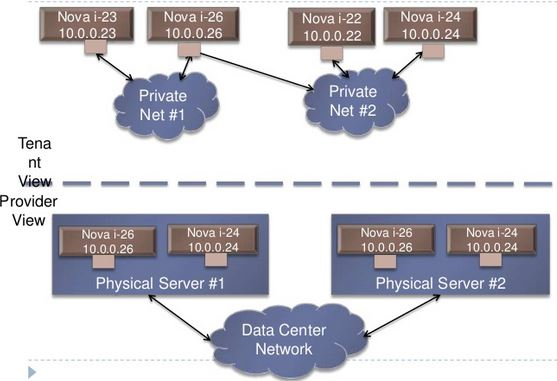 Nova i-23
10.0.0.23
Nova i-26
10.0.0.26
Nova i-22
10.0.0.22
Nova i-24
10.0.0.24
Private
Net #1
Private
Net #2
Tena
nt
View
Provider
View
Nova i-26
10.0.0.26
Nova i-24
10.0.0.24
Physical Server #1
Nova i-26
10.0.0.26
Nova i-24
10.0.0.24
Physical Server #2
Data Center
Network